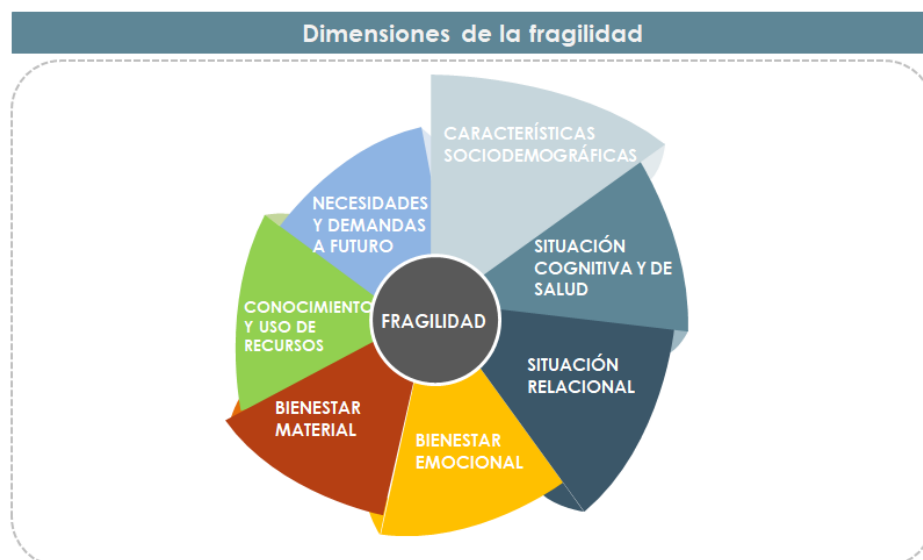 Dimensiones de la fragilidad
CARACTERÍSTICAS
SOCIODEMOGRÁFICAS
SITUACIÓN
COGNITIVA Y DE
SALUD
SITUACIÓN
RELACIONAL
BIENESTAR
EMOCIONAL
BIENESTAR
MATERIAL
CONOCIMIENTO
Y USO DE
RECURSOS
NECESIDADES
Y DEMANDAS
A FUTURO
FRAGILIDAD